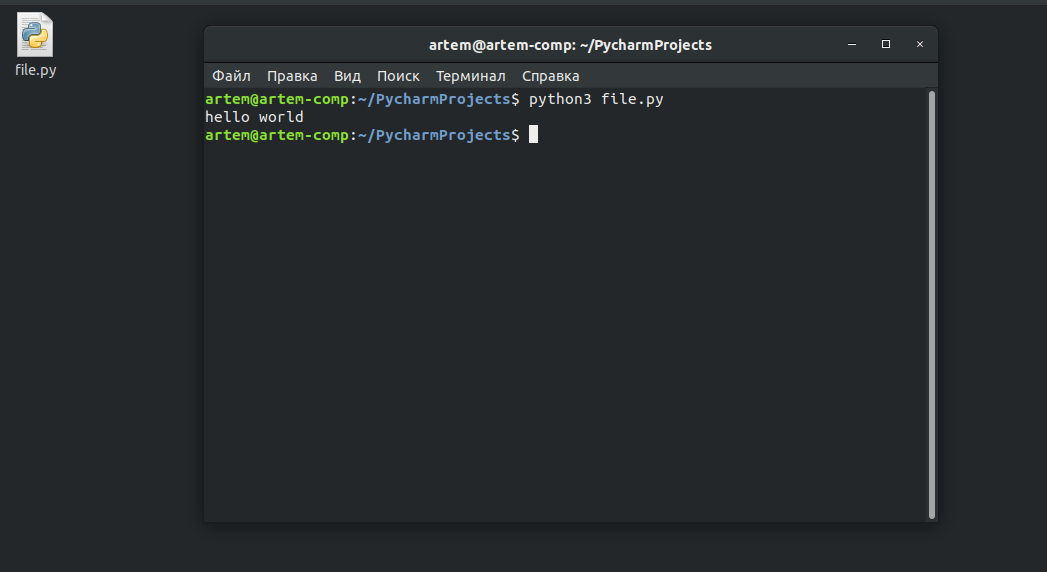 file.py
artem@artem-comp: ~/PycharmProjects
Файл Правка Вид Поиск Терминал Справка
artem@artem-comp:~/PycharmProjects$ python3 file.py
hello world
artem@artem-comp:~/PycharmProjects$